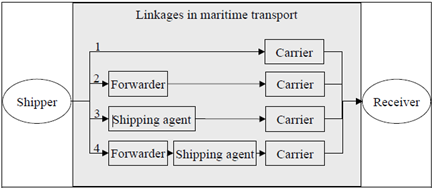 Linkages in maritime transport
Shipper
1
Carrier
2
Forwarder
Carrier
3
Shipping agent
Carrier
4
Forwarder
Shipping agent
Carrier
Receiver